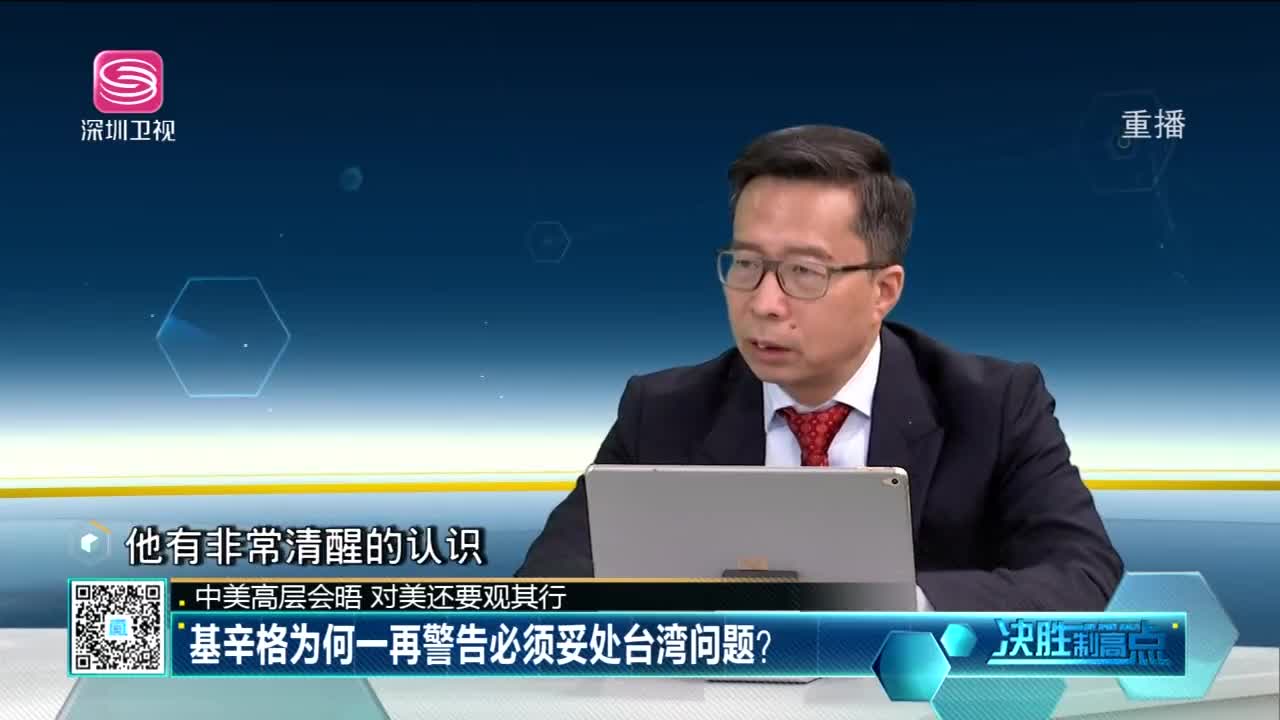 深圳卫视
重播
他有非常清醒的认识
中美高层会晤 对美还要观其行
基辛格为何一再警告必须妥处台湾问题?
决胜制高点